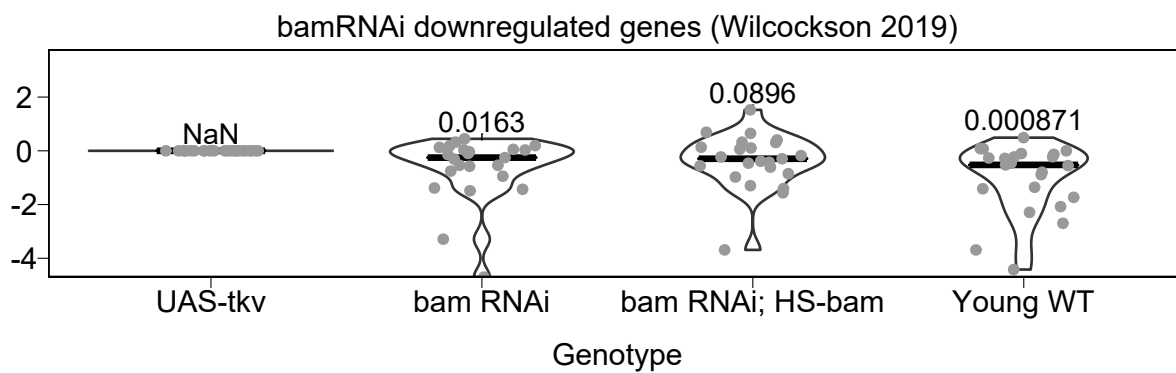 bamRNAi downregulated genes (Wilcockson 2019)
2
0
-2
-4
NaN
0.0163
0.0896
0.000871
UAS-tkv
bam RNAi
bam RNAi; HS-bam
Young WT
Genotype